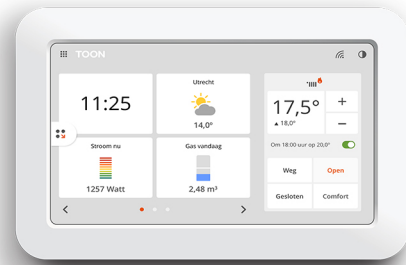 TOON
11:25
Utrecht
14,0°
Stroom nu
1257 Watt
Gas vandaag
2,48 m³
17,5°
+
▲ 18,0°
−
Om 18:00 uur op 20,0°
Weg
Open
Gesloten
Comfort